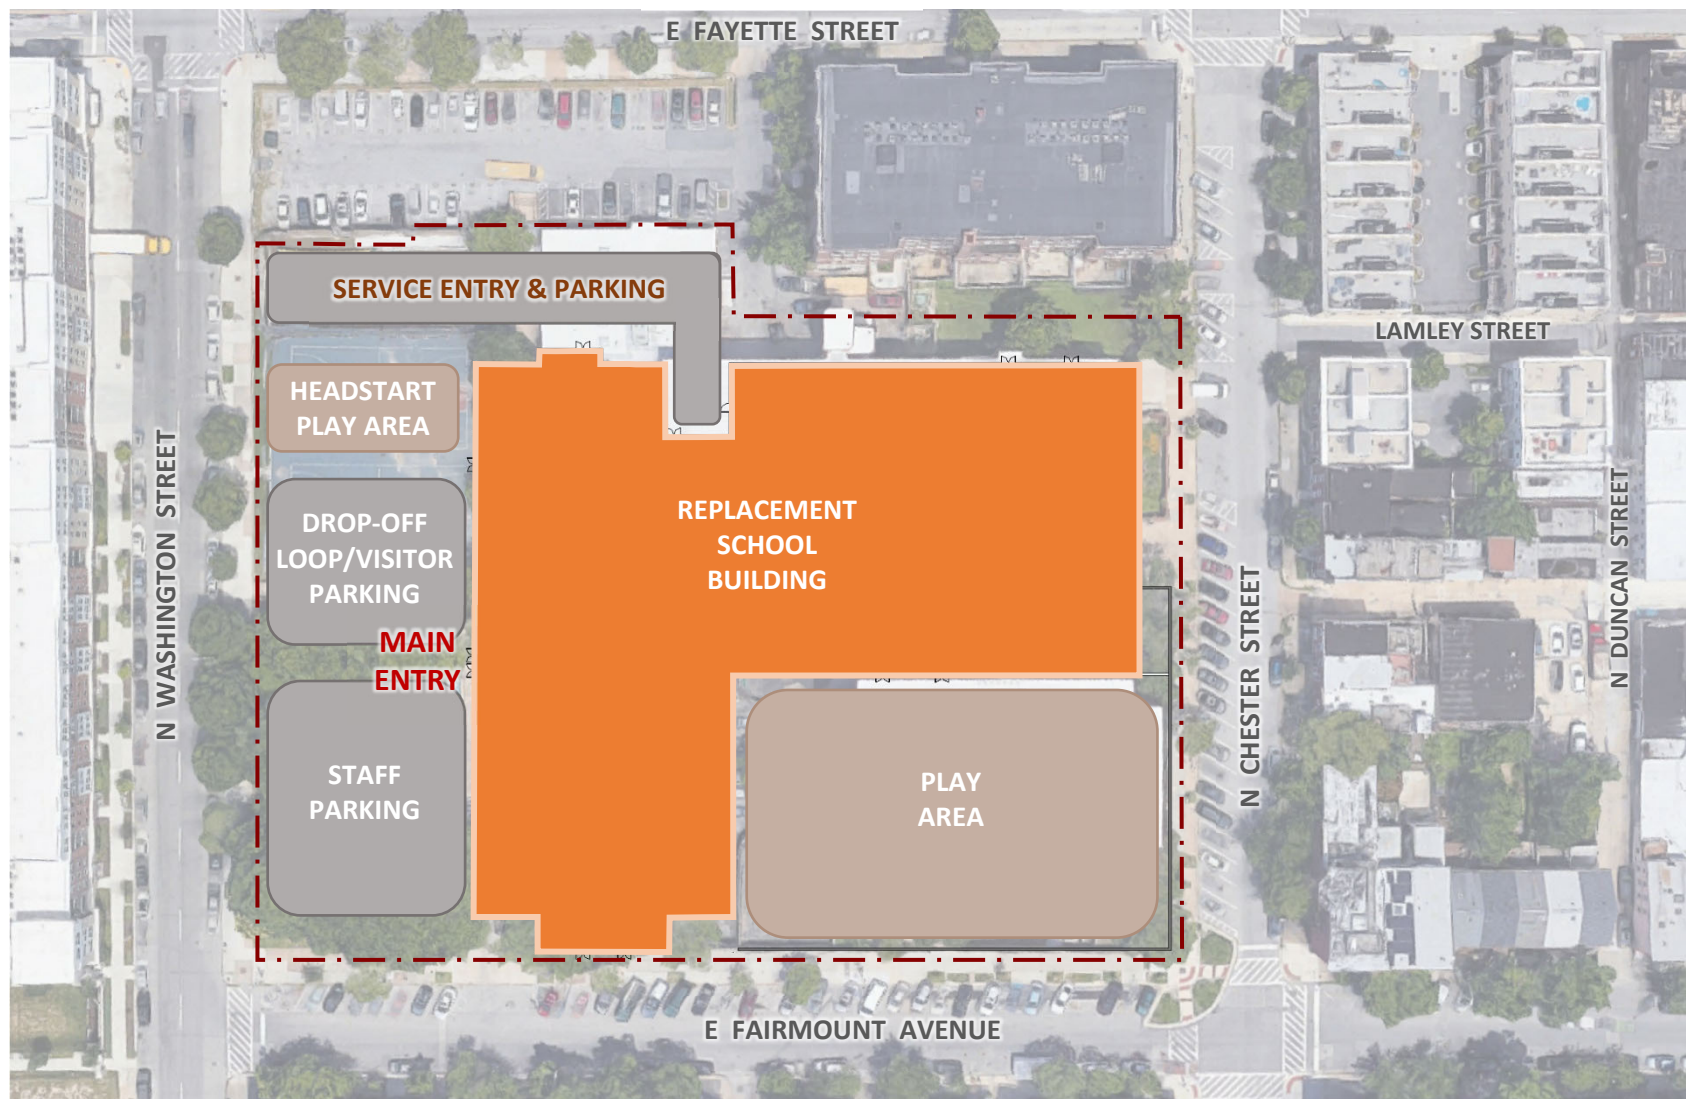 E FAYETTE STREET
SERVICE ENTRY & PARKING
LAMLEY STREET
HEADSTART
PLAY AREA
N WASHINGTON STREET
DROP-OFF
LOOP/VISITOR
PARKING
REPLACEMENT
SCHOOL
BUILDING
N DUNCAN STREET
N CHESTER STREET
MAIN
ENTRY
STAFF
PARKING
PLAY
AREA
E FAIRMOUNT AVENUE